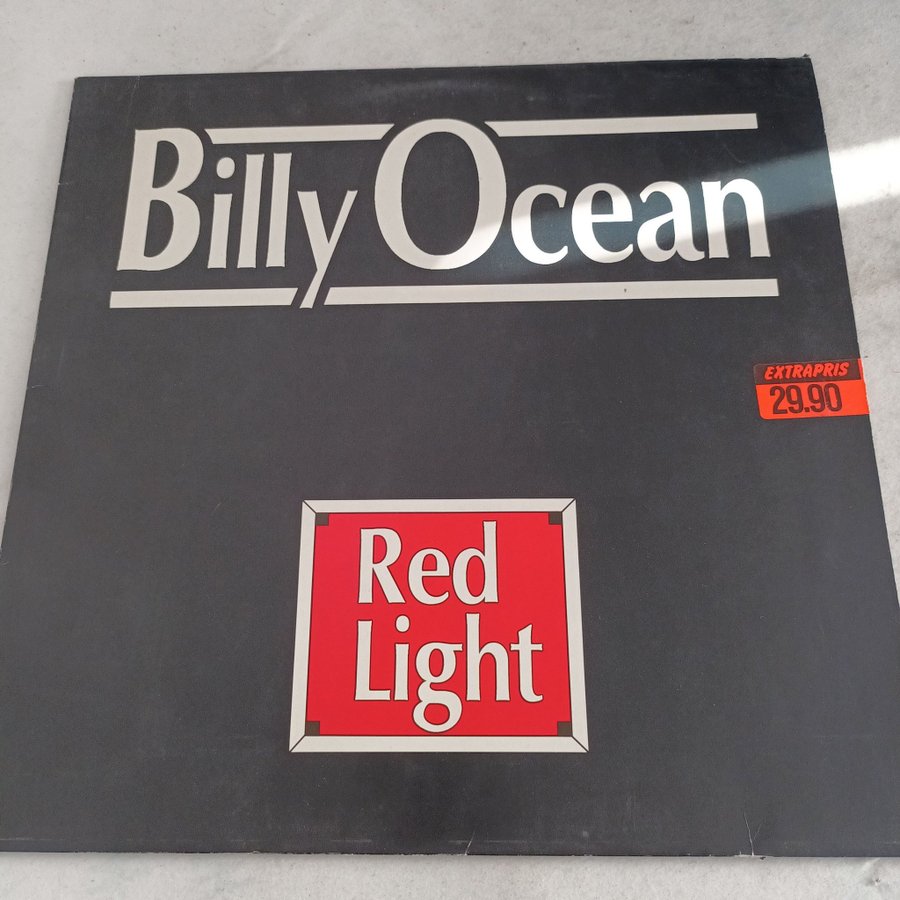 Billy Ocean
EXTRAPRIS
29.90
Red
Light